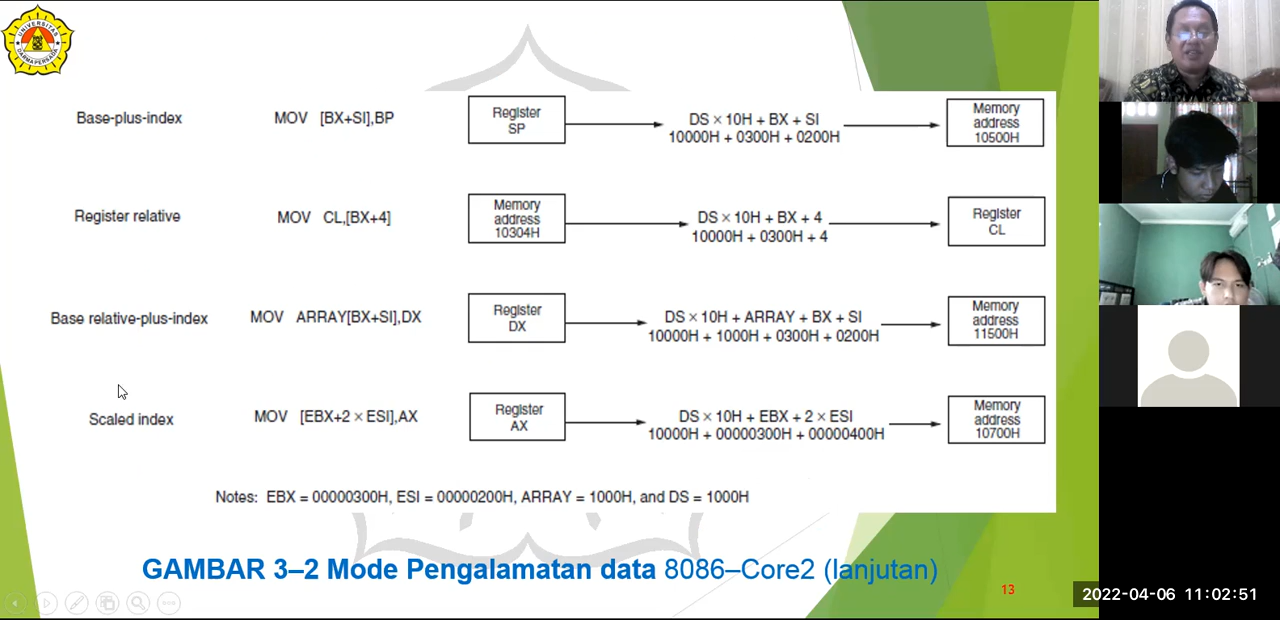 UNIVERSITAS
DARMA PERSADA
Base-plus-index
MOV [BX+SI],BP
Register
SP
DS × 10H + BX + SI
10000H + 0300H + 0200H
Memory
address
10500H
Register relative
MOV CL,[BX+4]
Memory
address
10304H
DS × 10H + BX + 4
10000H + 0300H + 4
Register
CL
Base relative-plus-index
MOV ARRAY[BX+SI],DX
Register
DX
DS × 10H + ARRAY + BX + SI
10000H + 1000H + 0300H + 0200H
Memory
address
11500H
Scaled index
MOV [EBX+2 × ESI],AX
Register
AX
DS × 10H + EBX + 2 × ESI
10000H + 00000300H + 00000400H
Memory
address
10700H
Notes: EBX = 00000300H, ESI = 00000200H, ARRAY = 1000H, and DS = 1000H
GAMBAR 3–2 Mode Pengalamatan data 8086–Core2 (lanjutan)
13
2022-04-06 11:02:51